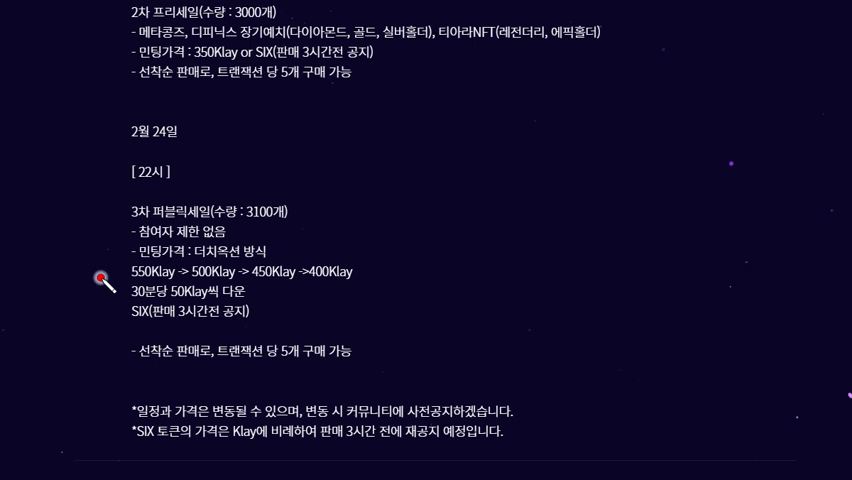 2차 프리세일(수량 : 3000개)
- 메타콩즈, 디피닉스 장기예치(다이아몬드, 골드, 실버홀더), 티아라NFT(레전더리, 에픽홀더)
- 민팅가격 : 350Klay or SIX(판매 3시간전 공지)
- 선착순 판매로, 트랜잭션 당 5개 구매 가능
2월 24일
[ 22시 ]
3차 퍼블릭세일(수량 : 3100개)
- 참여자 제한 없음
- 민팅가격 : 더치옥션 방식
550Klay -> 500Klay -> 450Klay ->400Klay
30분당 50Klay씩 다운
SIX(판매 3시간전 공지)
- 선착순 판매로, 트랜잭션 당 5개 구매 가능
*일정과 가격은 변동될 수 있으며, 변동 시 커뮤니티에 사전공지하겠습니다.
*SIX 토큰의 가격은 Klay에 비례하여 판매 3시간 전에 재공지 예정입니다.